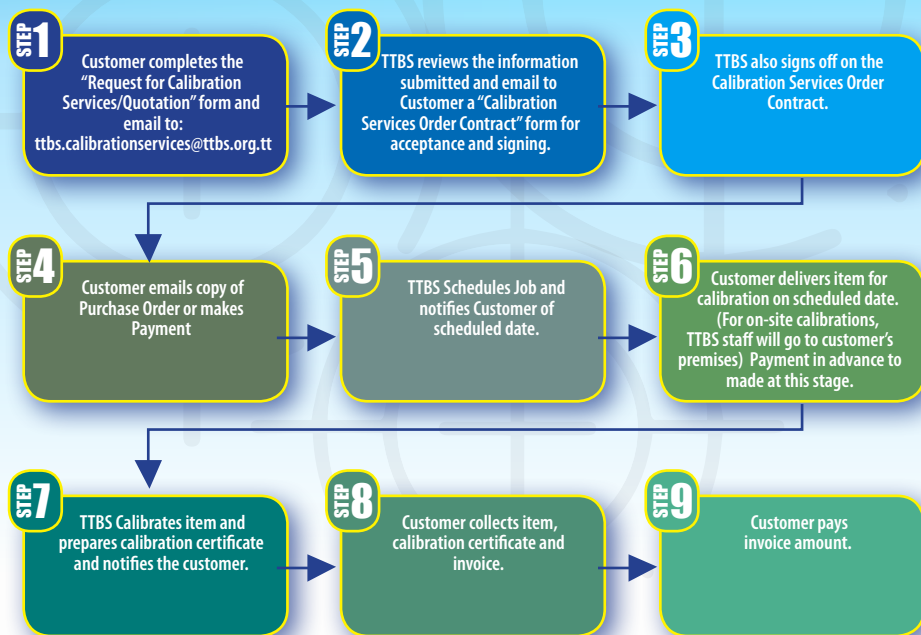 STEP 1
Customer completes the
“Request for Calibration
Services/Quotation” form and
email to:
ttbs.calibrationservices@ttbs.org.tt
STEP 2
TTBS reviews the information
submitted and email to
Customer a “Calibration
Services Order Contract” form for
acceptance and signing.
STEP 3
TTBS also signs off on the
Calibration Services Order
Contract.
STEP 4
Customer emails copy of
Purchase Order or makes
Payment
STEP 5
TTBS Schedules Job and
notifies Customer of
scheduled date.
STEP 6
Customer delivers item for
calibration on scheduled date.
(For on-site calibrations,
TTBS staff will go to customer’s
premises) Payment in advance to
made at this stage.
STEP 7
TTBS Calibrates item and
prepares calibration certificate
and notifies the customer.
STEP 8
Customer collects item,
calibration certificate and
invoice.
STEP 9
Customer pays
invoice amount.